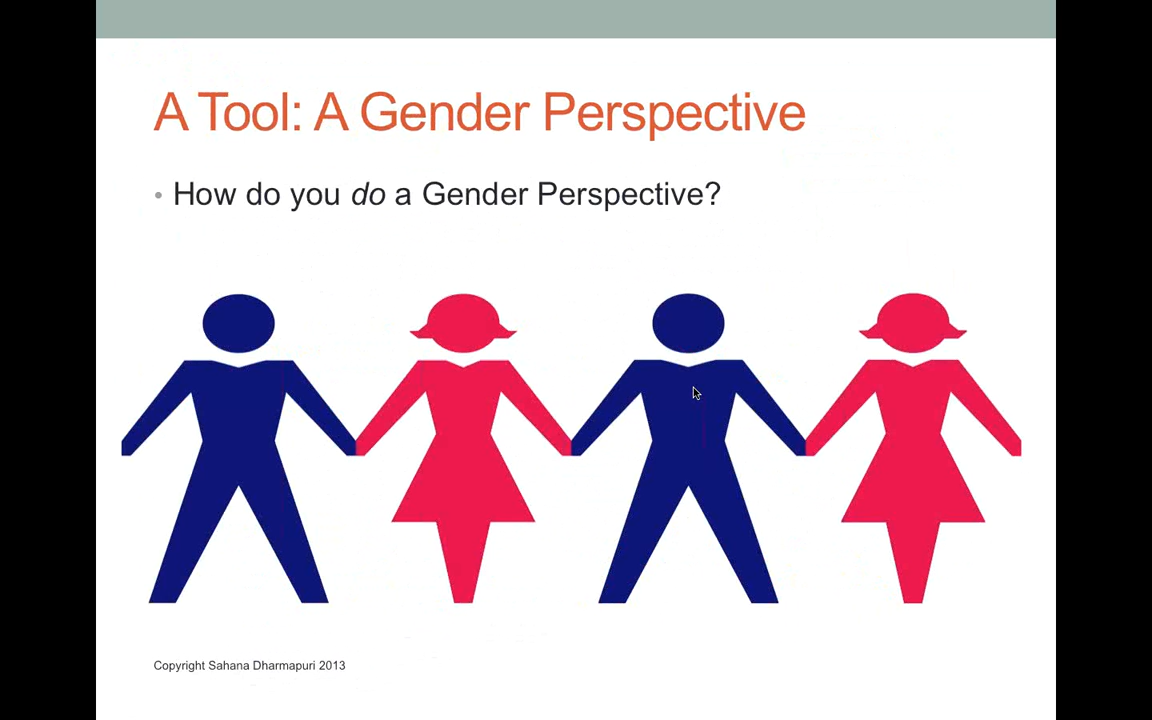 A Tool: A Gender Perspective
• How do you do a Gender Perspective?
Copyright Sahana Dharmapuri 2013